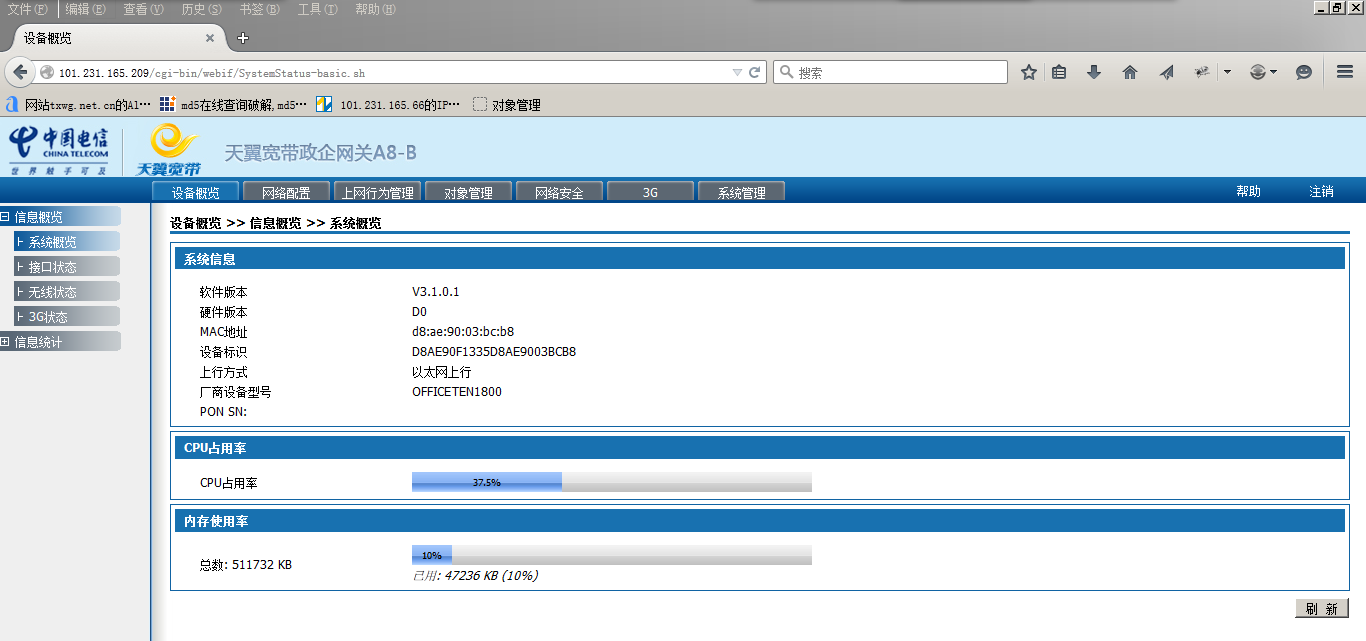 文件(F) 编辑(E) 查看(V) 历史(S) 书签(B) 工具(T) 帮助(H)
设备概览
101.231.165.209/cgi-bin/webif/SystemStatus-basic.sh
搜索
网站txwg.net.cn的Al… md5在线查询破解,md5… 101.231.165.66的IP… 对象管理
中国电信
CHINA TELECOM
世界触手可及
天翼宽带
天翼宽带政企网关A8-B
设备概览 网络配置 上网行为管理 对象管理 网络安全 3G 系统管理 帮助 注销
信息概览
系统概览
接口状态
无线状态
3G状态
信息统计
设备概览 >> 信息概览 >> 系统概览
系统信息
软件版本 V3.1.0.1
硬件版本 D0
MAC地址 d8:ae:90:03:bc:b8
设备标识 D8AE90F1335D8AE9003BCB8
上行方式 以太网上行
厂商设备型号 OFFICETEN1800
PON SN:
CPU占用率
CPU占用率 37.5%
内存使用率
总数: 511732 KB 10%
已用: 47236 KB (10%)
刷 新